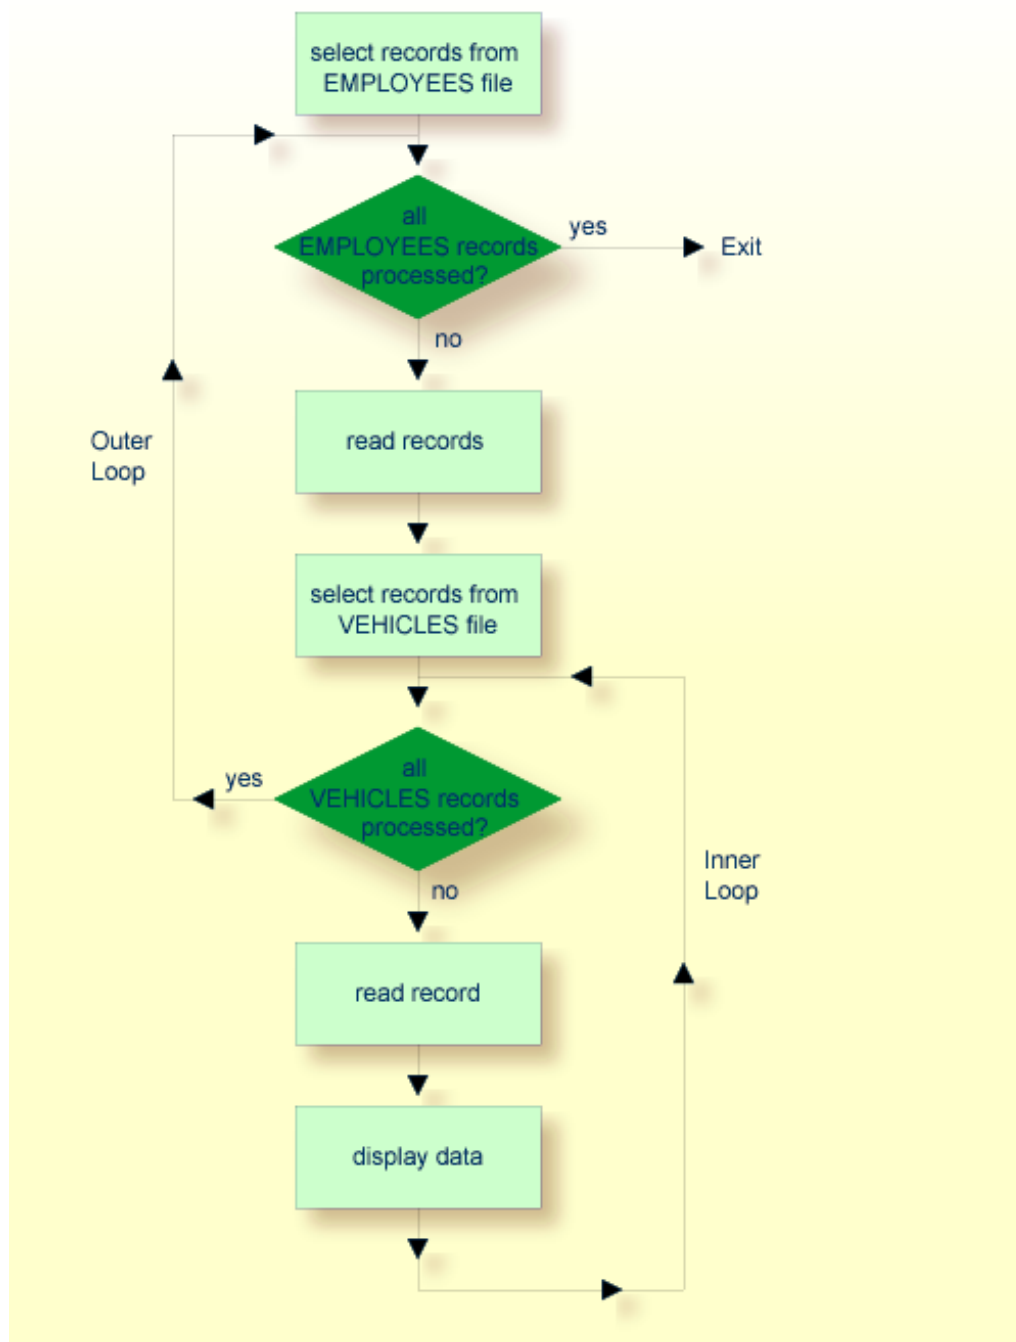 select records from
EMPLOYEES file
all
EMPLOYEES records
processed?
yes
Exit
no
read records
Outer
Loop
select records from
VEHICLES file
all
VEHICLES records
processed?
yes
no
Inner
Loop
read record
display data